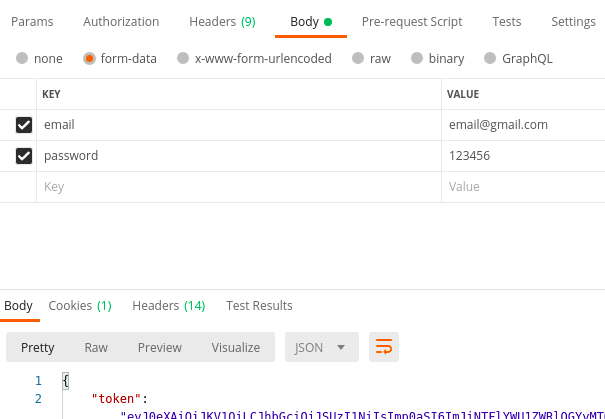 Params Authorization Headers (9) Body Pre-request Script Tests Settings
none form-data x-www-form-urlencoded raw binary GraphQL
KEY VALUE
email email@gmail.com
password 123456
Key Value
Body Cookies (1) Headers (14) Test Results
Pretty Raw Preview Visualize JSON
1 {
2 "token":